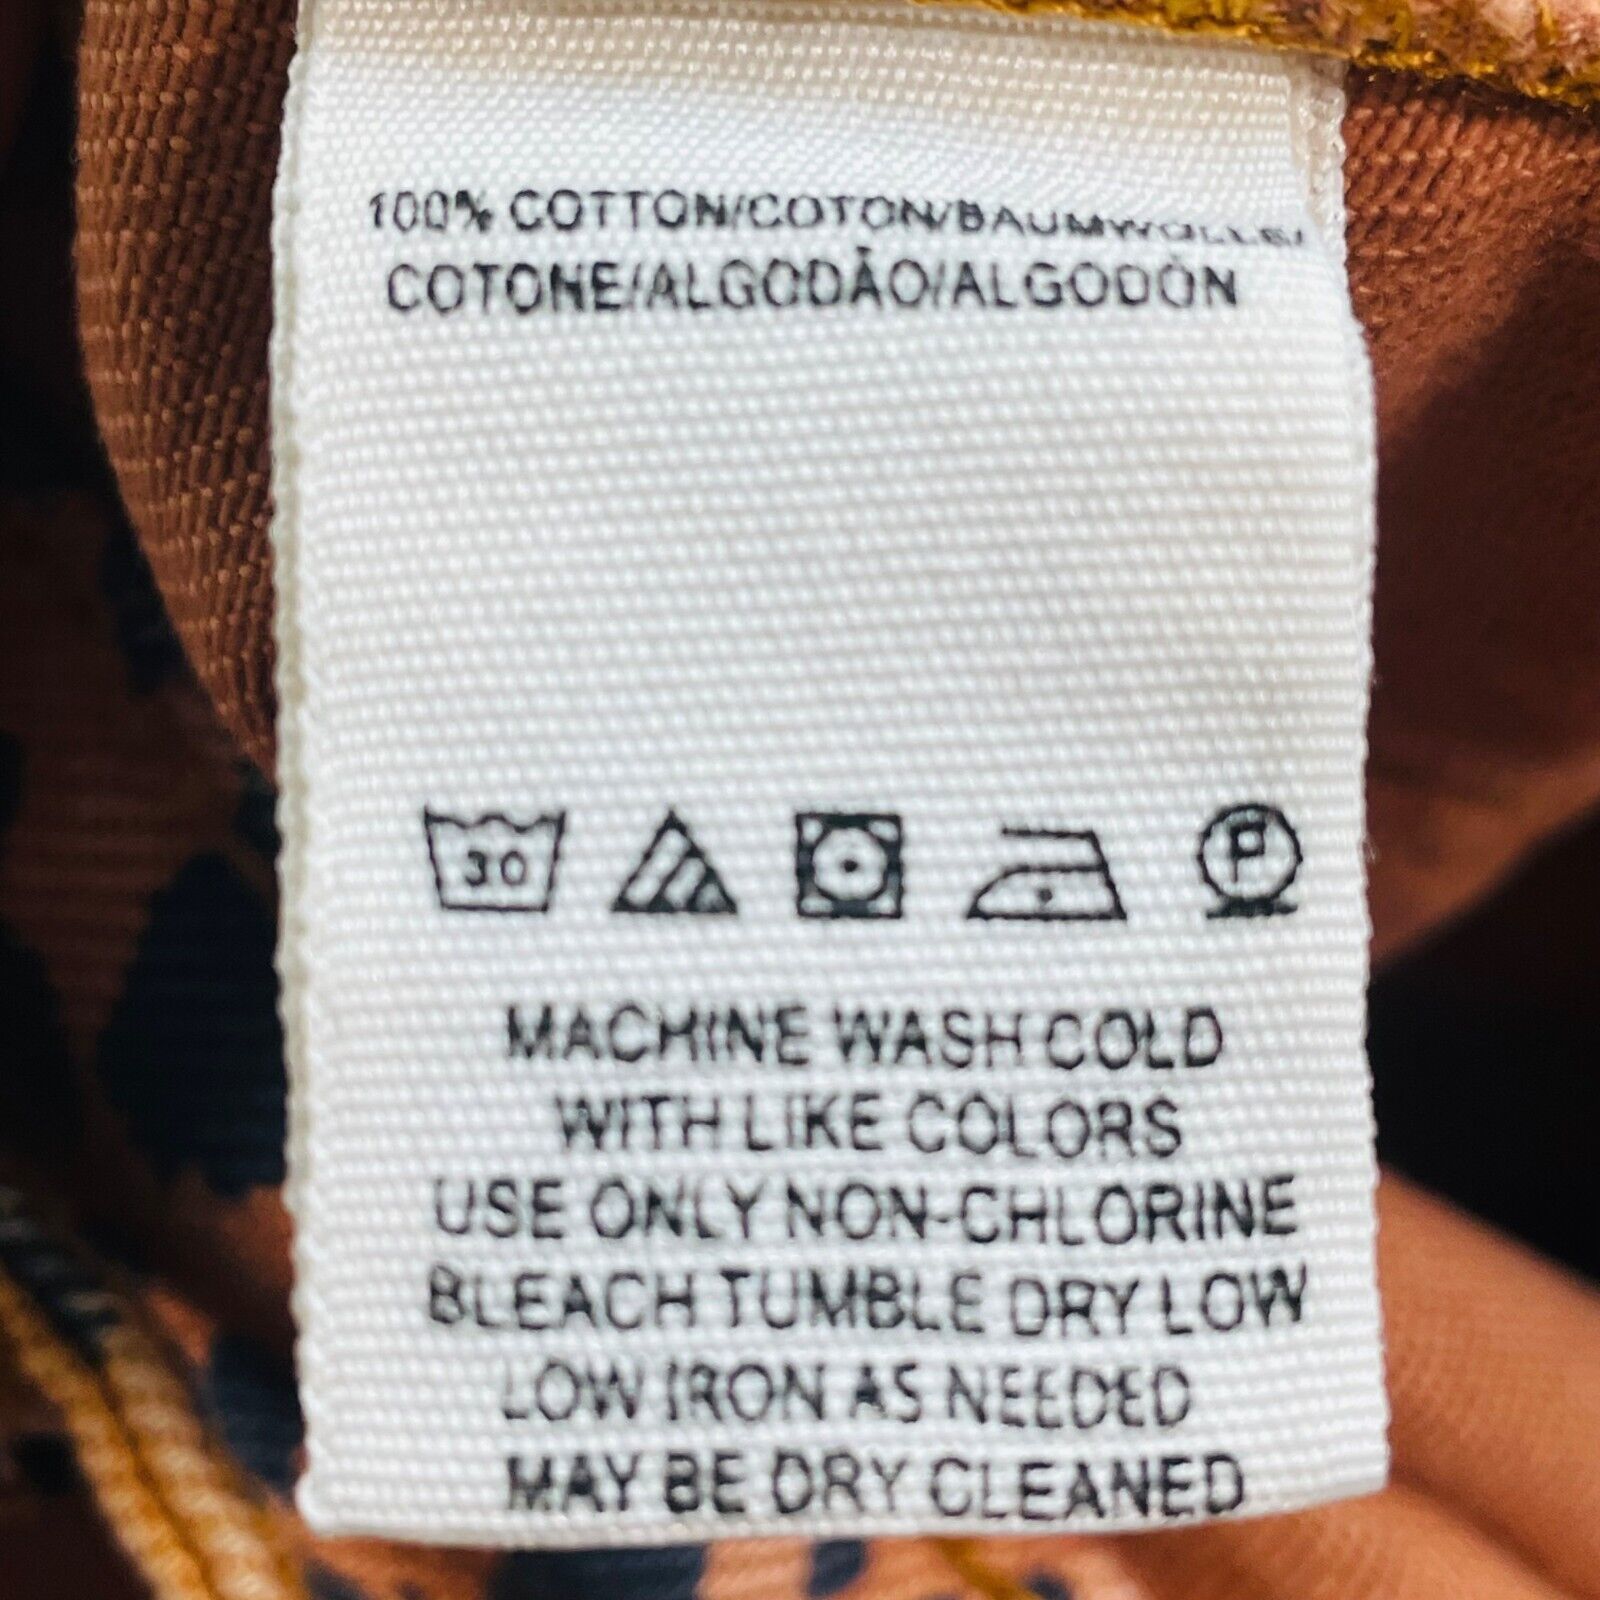 100% COTTON/COTON/BAUMWOLLE/
COTONE/ALGODÃO/ALGODÓN
30 P
MACHINE WASH COLD
WITH LIKE COLORS
USE ONLY NON-CHLORINE
BLEACH TUMBLE DRY LOW
LOW IRON AS NEEDED
MAY BE DRY CLEANED